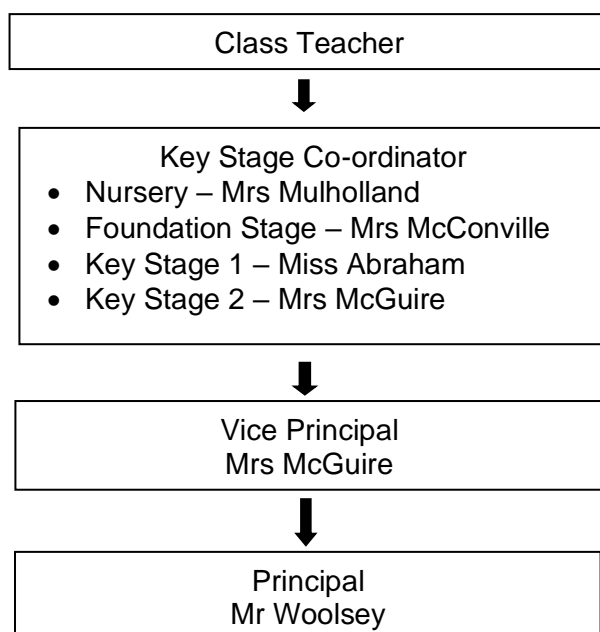 Class Teacher
Key Stage Co-ordinator
• Nursery – Mrs Mulholland
• Foundation Stage – Mrs McConville
• Key Stage 1 – Miss Abraham
• Key Stage 2 – Mrs McGuire
Vice Principal
Mrs McGuire
Principal
Mr Woolsey